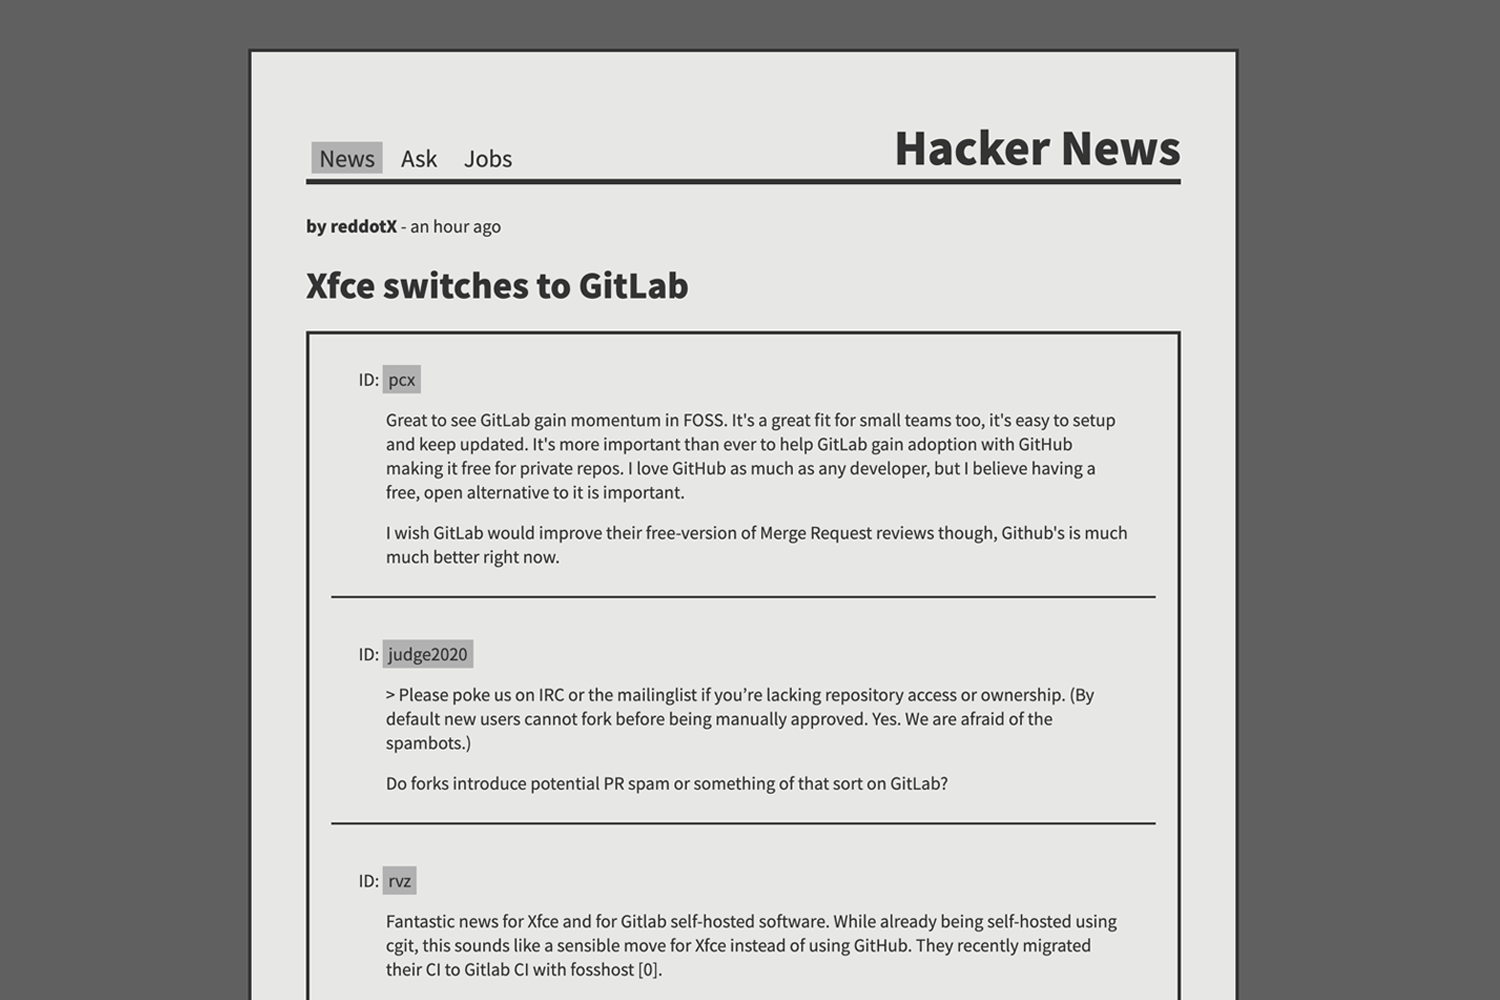 News Ask Jobs
Hacker News
by reddotX - an hour ago
Xfce switches to GitLab
ID: pcx
Great to see GitLab gain momentum in FOSS. It's a great fit for small teams too, it's easy to setup
and keep updated. It's more important than ever to help GitLab gain adoption with GitHub
making it free for private repos. I love GitHub as much as any developer, but I believe having a
free, open alternative to it is important.
I wish GitLab would improve their free-version of Merge Request reviews though, Github's is much
much better right now.
ID: judge2020
> Please poke us on IRC or the mailinglist if you’re lacking repository access or ownership. (By
default new users cannot fork before being manually approved. Yes. We are afraid of the
spambots.)
Do forks introduce potential PR spam or something of that sort on GitLab?
ID: rvz
Fantastic news for Xfce and for Gitlab self-hosted software. While already being self-hosted using
cgit, this sounds like a sensible move for Xfce instead of using GitHub. They recently migrated
their CI to Gitlab CI with fosshost [0].